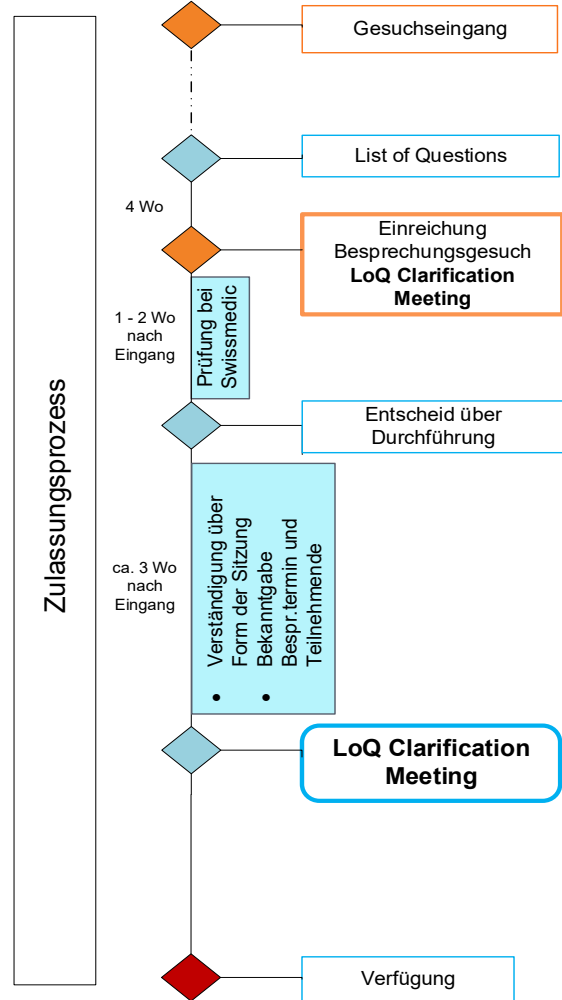 Zulassungsprozess
Gesuchseingang
List of Questions
4 Wo
Einreichung
Besprechungsgesuch
LoQ Clarification
Meeting
1 - 2 Wo
nach
Eingang
Prüfung bei
Swissmedic
Entscheid über
Durchführung
ca. 3 Wo
nach
Eingang
• Verständigung über
Form der Sitzung
• Bekanntgabe
Bespr.termin und
Teilnehmende
LoQ Clarification
Meeting
Verfügung